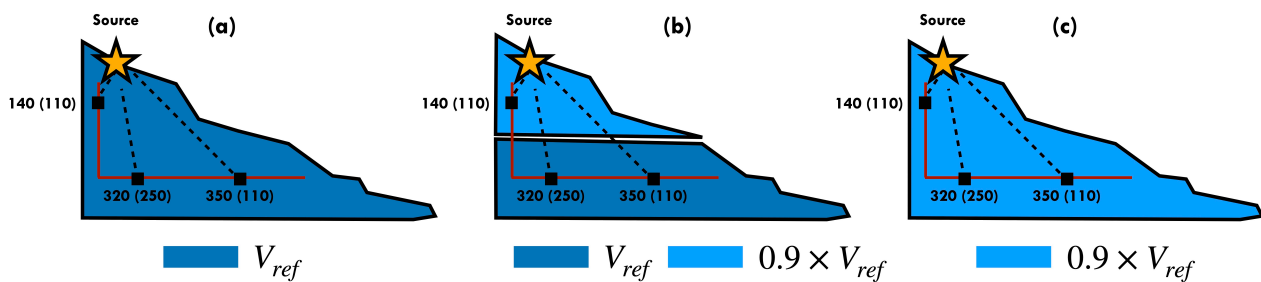 Source
(a)
140 (110)
320 (250)
350 (110)
V_ref
Source
(b)
140 (110)
320 (250)
350 (110)
V_ref
0.9 × V_ref
Source
(c)
140 (110)
320 (250)
350 (110)
0.9 × V_ref